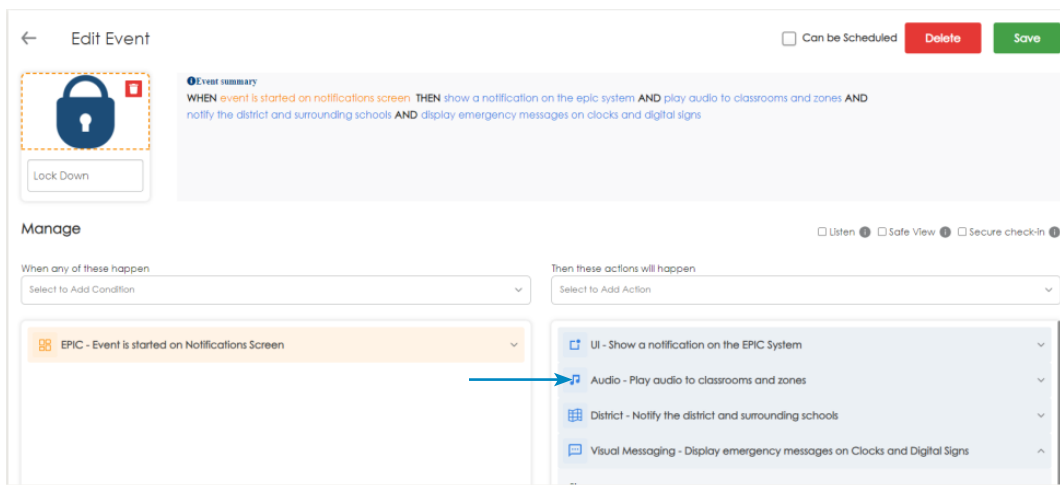 Edit Event
Can be Scheduled
Delete
Save
Event summary
WHEN event is started on notifications screen THEN show a notification on the epic system AND play audio to classrooms and zones AND
notify the district and surrounding schools AND display emergency messages on clocks and digital signs
Lock Down
Manage
Listen
Safe View
Secure check-in
When any of these happen
Select to Add Condition
Then these actions will happen
Select to Add Action
EPIC - Event is started on Notifications Screen
UI - Show a notification on the EPIC System
Audio - Play audio to classrooms and zones
District - Notify the district and surrounding schools
Visual Messaging - Display emergency messages on Clocks and Digital Signs